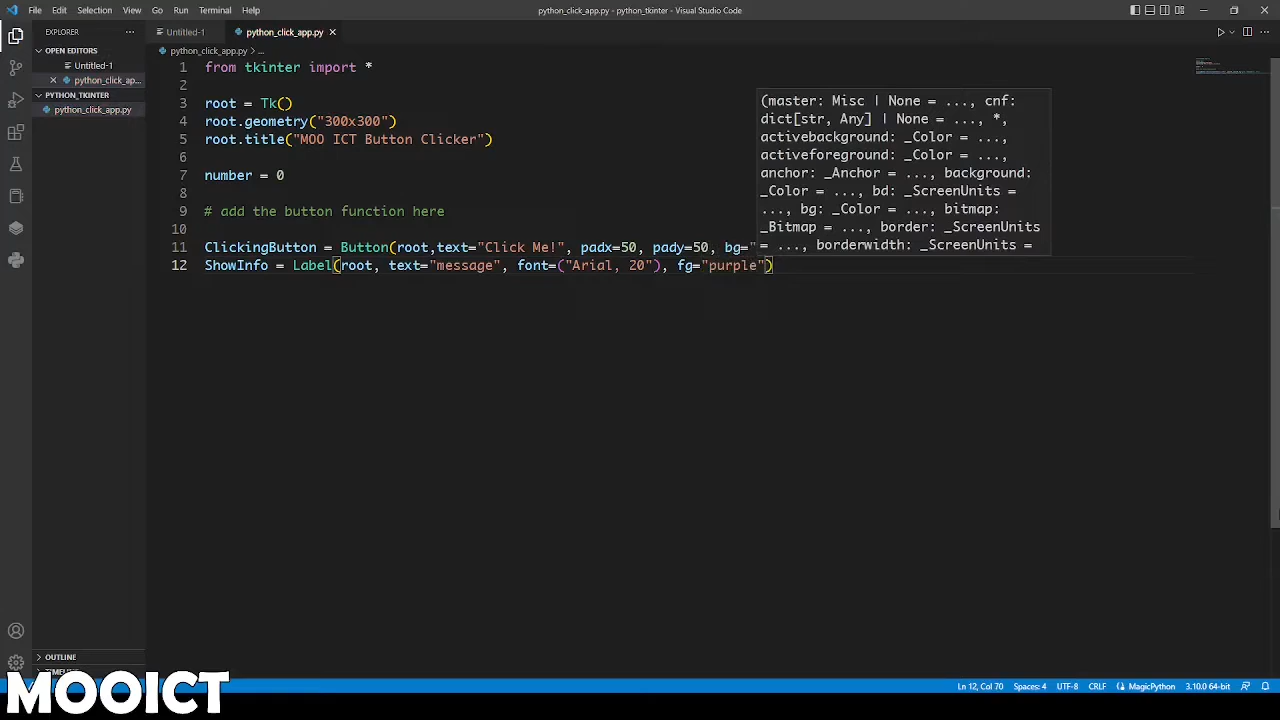 File Edit Selection View Go Run Terminal Help
python_click_app.py - python_tkinter - Visual Studio Code
EXPLORER
Untitled-1
python_click_app.py
OPEN EDITORS
Untitled-1
python_click_ap...
PYTHON_TKINTER
python_click_app.py
python_click_app.py > ...
1 from tkinter import *
2
3 root = Tk()
4 root.geometry("300x300")
5 root.title("MOO ICT Button Clicker")
6
7 number = 0
8
9 # add the button function here
10
11 ClickingButton = Button(root,text="Click Me!", padx=50, pady=50, bg="
12 ShowInfo = Label(root, text="message", font=("Arial, 20"), fg="purple")
(master: Misc | None = ..., cnf:
dict[str, Any] | None = ..., *,
activebackground: _Color = ...,
activeforeground: _Color = ...,
anchor: _Anchor = ..., background:
_Color = ..., bd: _ScreenUnits =
..., bg: _Color = ..., bitmap:
_Bitmap = ..., border: _ScreenUnits
= ..., borderwidth: _ScreenUnits =
OUTLINE
MOOICT
Ln 12, Col 70 Spaces: 4 UTF-8 CRLF MagicPython 3.10.0 64-bit